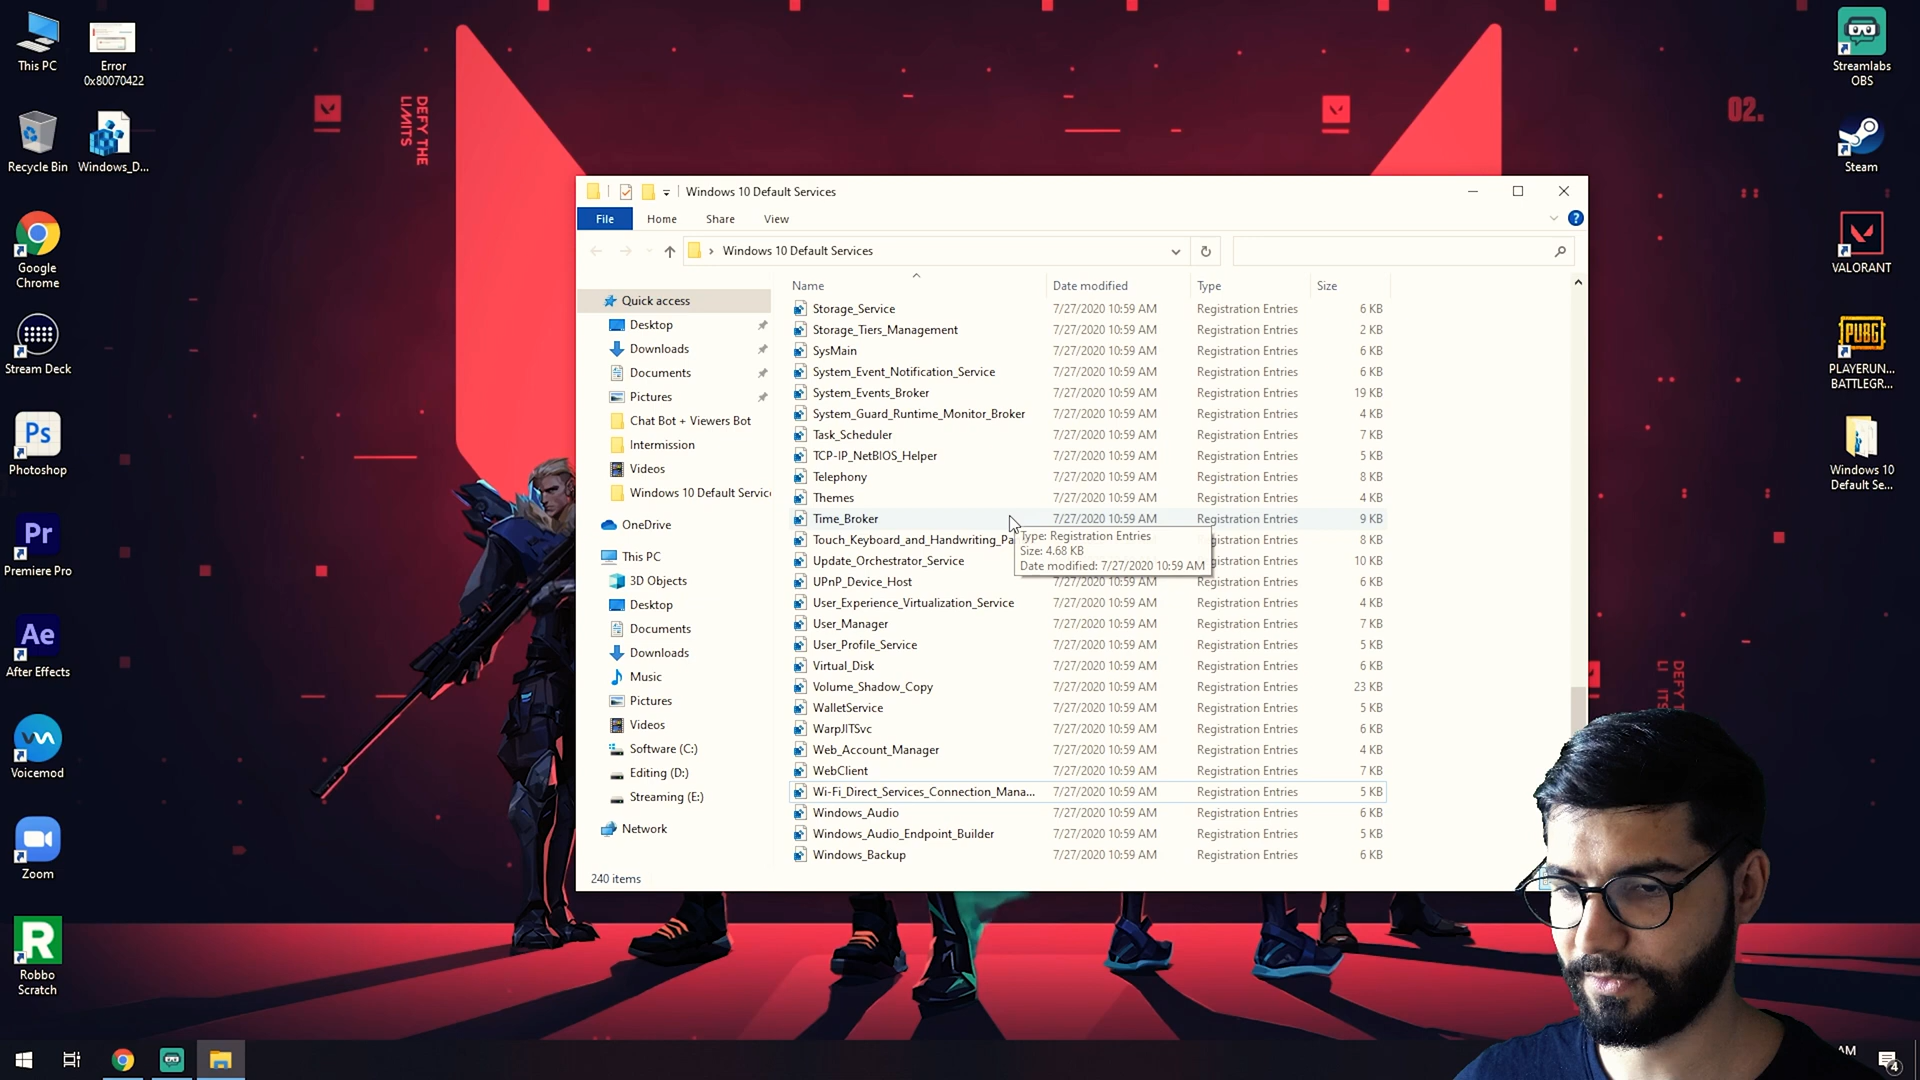 This PC
Error
0x80070422
Recycle Bin
Windows_D...
Google
Chrome
Stream Deck
Ps
Photoshop
Pr
Premiere Pro
Ae
After Effects
Voicemod
Zoom
R
Robbo
Scratch
DEFY THE
LIMITS
02.
DEFY T
Streamlabs
OBS
Steam
VALORANT
PUBG
PLAYERUN...
BATTLEGR...
Windows 10
Default Se...
Windows 10 Default Services
File Home Share View
Windows 10 Default Services
Name Date modified Type Size
Quick access
Desktop
Downloads
Documents
Pictures
Chat Bot + Viewers Bot
Intermission
Videos
Windows 10 Default Servic
OneDrive
This PC
3D Objects
Desktop
Documents
Downloads
Music
Pictures
Videos
Software (C:)
Editing (D:)
Streaming (E:)
Network
Storage_Service 7/27/2020 10:59 AM Registration Entries 6 KB
Storage_Tiers_Management 7/27/2020 10:59 AM Registration Entries 2 KB
SysMain 7/27/2020 10:59 AM Registration Entries 6 KB
System_Event_Notification_Service 7/27/2020 10:59 AM Registration Entries 6 KB
System_Events_Broker 7/27/2020 10:59 AM Registration Entries 19 KB
System_Guard_Runtime_Monitor_Broker 7/27/2020 10:59 AM Registration Entries 4 KB
Task_Scheduler 7/27/2020 10:59 AM Registration Entries 7 KB
TCP-IP_NetBIOS_Helper 7/27/2020 10:59 AM Registration Entries 5 KB
Telephony 7/27/2020 10:59 AM Registration Entries 8 KB
Themes 7/27/2020 10:59 AM Registration Entries 4 KB
Time_Broker 7/27/2020 10:59 AM Registration Entries 9 KB
Touch_Keyboard_and_Handwriting_Pa Registration Entries 8 KB
Type: Registration Entries
Size: 4.68 KB
Date modified: 7/27/2020 10:59 AM
Update_Orchestrator_Service Registration Entries 10 KB
UPnP_Device_Host 7/27/2020 10:59 AM Registration Entries 6 KB
User_Experience_Virtualization_Service 7/27/2020 10:59 AM Registration Entries 4 KB
User_Manager 7/27/2020 10:59 AM Registration Entries 7 KB
User_Profile_Service 7/27/2020 10:59 AM Registration Entries 5 KB
Virtual_Disk 7/27/2020 10:59 AM Registration Entries 6 KB
Volume_Shadow_Copy 7/27/2020 10:59 AM Registration Entries 23 KB
WalletService 7/27/2020 10:59 AM Registration Entries 5 KB
WarpJITSvc 7/27/2020 10:59 AM Registration Entries 6 KB
Web_Account_Manager 7/27/2020 10:59 AM Registration Entries 4 KB
WebClient 7/27/2020 10:59 AM Registration Entries 7 KB
Wi-Fi_Direct_Services_Connection_Mana... 7/27/2020 10:59 AM Registration Entries 5 KB
Windows_Audio 7/27/2020 10:59 AM Registration Entries 6 KB
Windows_Audio_Endpoint_Builder 7/27/2020 10:59 AM Registration Entries 5 KB
Windows_Backup 7/27/2020 10:59 AM Registration Entries 6 KB
240 items
AM
4